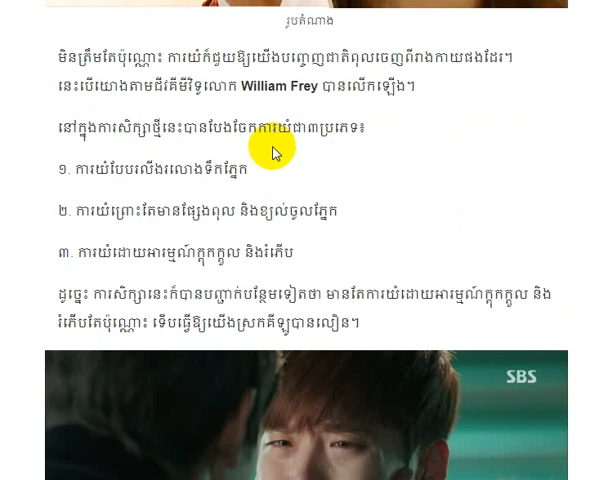 រូបតំណាង
មិនត្រឹមតែប៉ុណ្ណោះ ការយំក៏ជួយឱ្យយើងបញ្ចេញជាតិពុលចេញពីរាងកាយផងដែរ។
នេះបើយោងតាមជីវគីមីវិទូលោក William Frey បានលើកឡើង។
នៅក្នុងការសិក្សាថ្មីនេះបានបែងចែកការយំជា៣ប្រភេទ៖
១. ការយំបែបរលីងរលោងទឹកភ្នែក
២. ការយំព្រោះតែមានផ្សែងពុល និងខ្យល់ចូលភ្នែក
៣. ការយំដោយអារម្មណ៍ក្ដុកក្ដួល និងរំភើប
ដូច្នេះ ការសិក្សានេះក៏បានបញ្ជាក់បន្ថែមទៀតថា មានតែការយំដោយអារម្មណ៍ក្ដុកក្ដួល និង
រំភើបតែប៉ុណ្ណោះ ទើបធ្វើឱ្យយើងស្រកគីឡូបានលឿន។
SBS